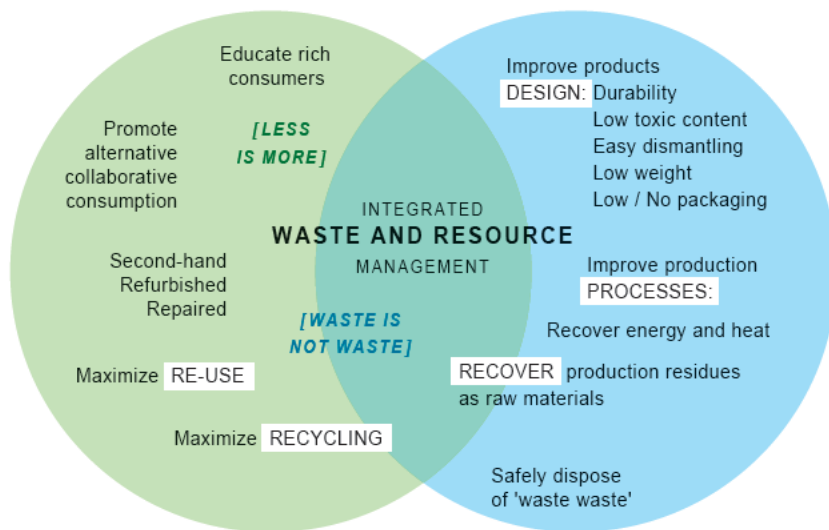 Educate rich
consumers
[LESS
IS MORE]
Promote
alternative
collaborative
consumption
Second-hand
Refurbished
Repaired
[WASTE IS
NOT WASTE]
Maximize RE-USE
Maximize RECYCLING
INTEGRATED
WASTE AND RESOURCE
MANAGEMENT
Improve products
DESIGN: Durability
Low toxic content
Easy dismantling
Low weight
Low / No packaging
Improve production
PROCESSES:
Recover energy and heat
RECOVER production residues
as raw materials
Safely dispose
of 'waste waste'